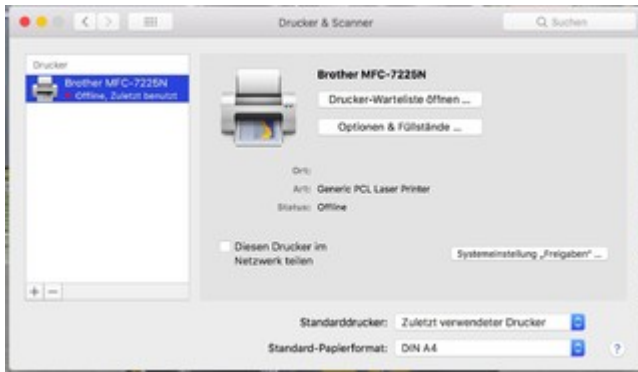 Drucker & Scanner
Suchen
Drucker
Brother MFC-7225N
Offline, Zuletzt benutzt
Brother MFC-7225N
Drucker-Warteliste öffnen ...
Optionen & Füllstände ...
Ort:
Art: Generic PCL Laser Printer
Status: Offline
Diesen Drucker im
Netzwerk teilen
Systemeinstellung „Freigaben“ ...
+ −
Standarddrucker: Zuletzt verwendeter Drucker
Standard-Papierformat: DIN A4
?